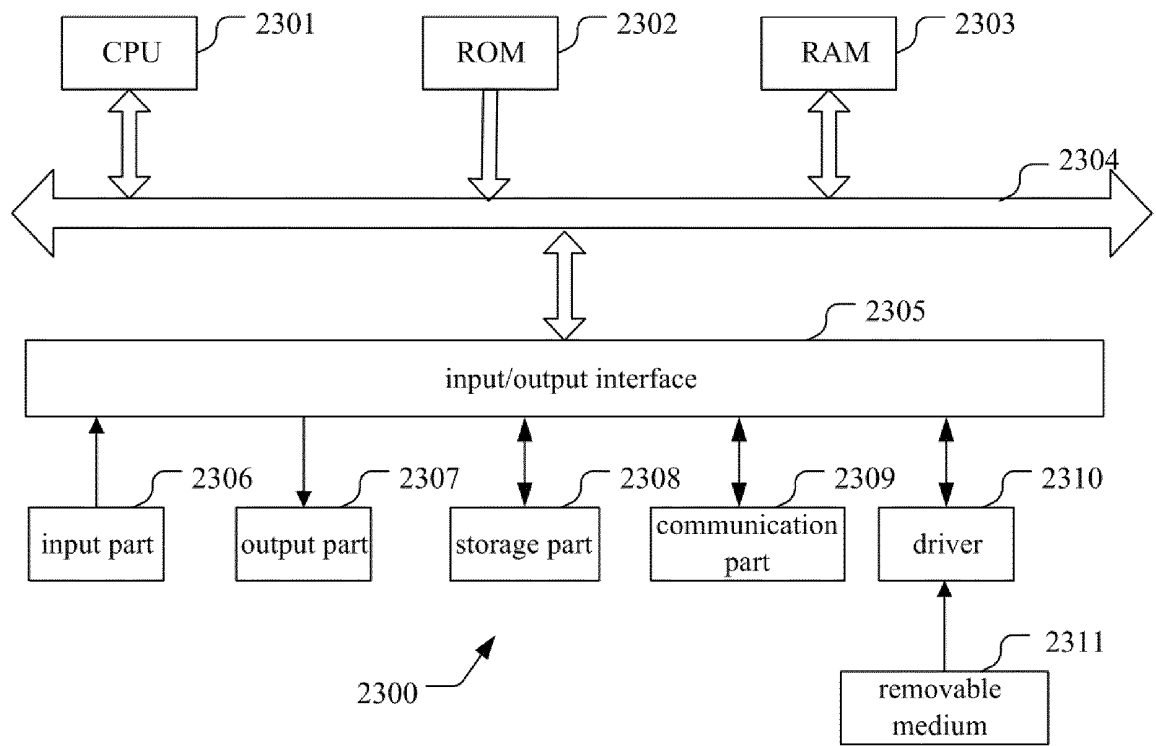 2301
CPU
2302
ROM
2303
RAM
2304
2305
input/output interface
2306
input part
2307
output part
2308
storage part
2309
communication
part
2310
driver
2300
2311
removable
medium